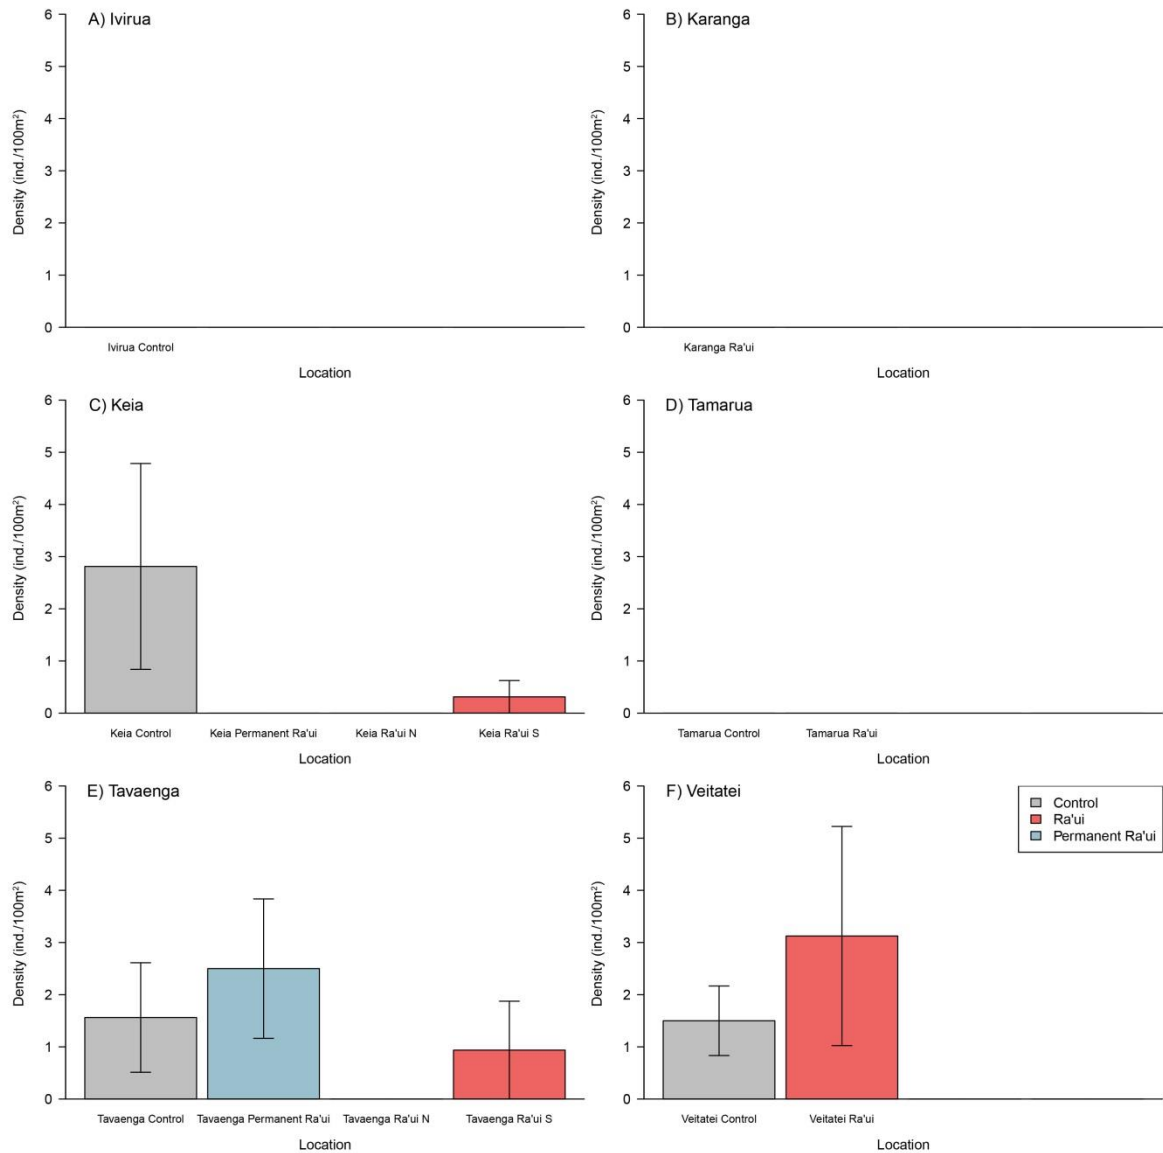 A) Ivirua
6
5
4
3
2
1
0
Density (ind./100m²)
Ivirua Control
Location
B) Karanga
6
5
4
3
2
1
0
Density (ind./100m²)
Karanga Ra'ui
Location
C) Keia
6
5
4
3
2
1
0
Density (ind./100m²)
Keia Control Keia Permanent Ra'ui Keia Ra'ui N Keia Ra'ui S
Location
D) Tamarua
6
5
4
3
2
1
0
Density (ind./100m²)
Tamarua Control Tamarua Ra'ui
Location
E) Tavaenga
6
5
4
3
2
1
0
Density (ind./100m²)
Tavaenga Control Tavaenga Permanent Ra'ui Tavaenga Ra'ui N Tavaenga Ra'ui S
Location
F) Veitatei
6
5
4
3
2
1
0
Density (ind./100m²)
Control
Ra'ui
Permanent Ra'ui
Veitatei Control Veitatei Ra'ui
Location